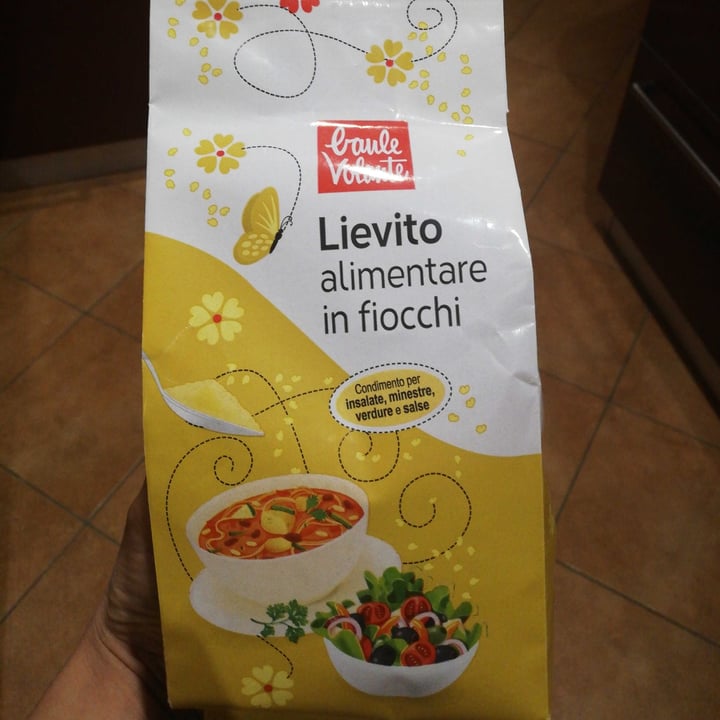 baule
volante
Lievito
alimentare
in fiocchi
Condimento per
insalate, minestre,
verdure e salse